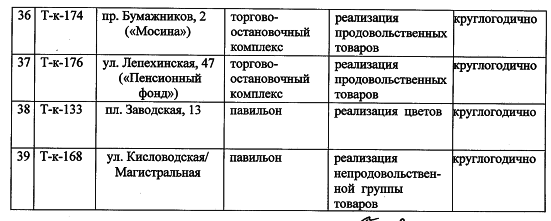 36 Т-к-174 пр. Бумажников, 2 торгово- реализация круглогодично
(«Мосина») остановочный продовольственных
комплекс товаров
37 Т-к-176 ул. Лепехинская, 47 торгово- реализация круглогодично
(«Пенсионный остановочный продовольственных
фонд») комплекс товаров
38 Т-к-133 пл. Заводская, 13 павильон реализация цветов круглогодично
39 Т-к-168 ул. Кисловодская/ павильон реализация круглогодично
Магистральная непродовольствен-
ной группы
товаров